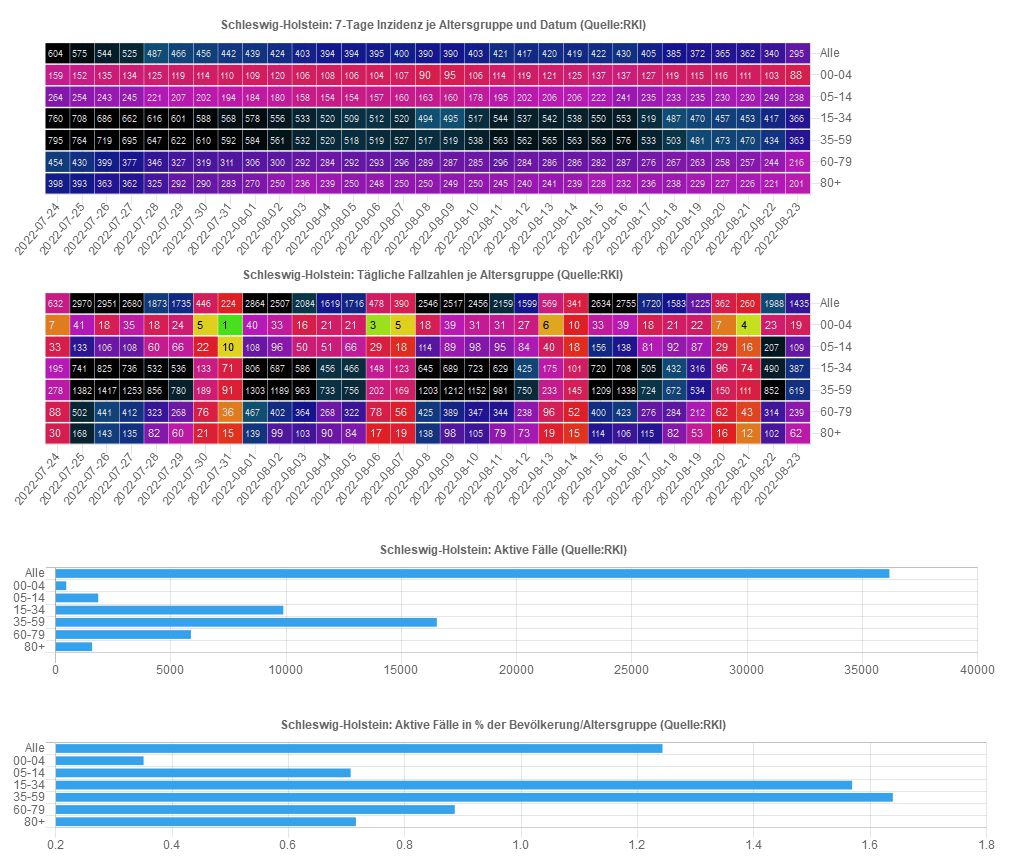 Schleswig-Holstein: 7-Tage Inzidenz je Altersgruppe und Datum (Quelle:RKI)
604 575 544 525 487 466 456 442 439 424 403 394 394 395 400 390 390 403 421 417 420 419 422 430 405 385 372 365 362 340 295 Alle
159 152 135 134 125 119 114 110 109 120 106 108 106 104 107 90 95 106 114 119 121 125 137 137 127 119 115 116 111 103 88 00-04
264 254 243 245 221 207 202 194 184 180 158 154 154 157 160 163 160 178 195 202 206 206 222 241 235 233 235 230 230 249 238 05-14
760 708 686 662 616 601 588 568 578 556 533 520 509 512 520 494 495 517 544 537 542 538 550 553 519 487 470 457 453 417 366 15-34
795 764 719 695 647 622 610 592 584 561 532 520 518 519 527 517 519 538 563 562 565 563 563 576 533 503 481 473 470 434 363 35-59
454 430 399 377 346 327 319 311 306 300 292 284 292 293 296 289 287 285 296 284 286 286 282 287 276 267 263 258 257 244 216 60-79
398 393 363 362 325 292 290 283 270 250 236 239 250 248 250 250 249 250 245 240 241 239 228 232 236 238 229 227 226 221 201 80+
2022-07-24 2022-07-25 2022-07-26 2022-07-27 2022-07-28 2022-07-29 2022-07-30 2022-07-31 2022-08-01 2022-08-02 2022-08-03 2022-08-04 2022-08-05 2022-08-06 2022-08-07 2022-08-08 2022-08-09 2022-08-10 2022-08-11 2022-08-12 2022-08-13 2022-08-14 2022-08-15 2022-08-16 2022-08-17 2022-08-18 2022-08-19 2022-08-20 2022-08-21 2022-08-22 2022-08-23
Schleswig-Holstein: Tägliche Fallzahlen je Altersgruppe (Quelle:RKI)
632 2970 2951 2680 1873 1735 446 224 2864 2507 2084 1619 1716 478 390 2546 2517 2456 2159 1599 569 341 2634 2755 1720 1583 1225 362 260 1988 1435 Alle
7 41 18 35 18 24 5 1 40 33 16 21 21 3 5 18 39 31 31 27 6 10 33 39 18 21 22 7 4 23 19 00-04
33 133 106 108 60 66 22 10 108 96 50 51 66 29 18 114 89 98 95 84 40 18 156 138 81 92 87 29 16 207 109 05-14
195 741 825 736 532 536 133 71 806 687 586 456 466 148 123 645 689 723 629 425 175 101 720 708 505 432 316 96 74 490 387 15-34
278 1382 1417 1253 856 780 189 91 1303 1189 963 733 756 202 169 1203 1212 1152 981 750 233 145 1209 1338 724 672 534 150 111 852 619 35-59
88 502 441 412 323 268 76 36 467 402 364 268 322 78 56 425 389 347 344 238 96 52 400 423 276 284 212 62 43 314 239 60-79
30 168 143 135 82 60 21 15 139 99 103 90 84 17 19 138 98 105 79 73 19 15 114 106 115 82 53 16 12 102 62 80+
2022-07-24 2022-07-25 2022-07-26 2022-07-27 2022-07-28 2022-07-29 2022-07-30 2022-07-31 2022-08-01 2022-08-02 2022-08-03 2022-08-04 2022-08-05 2022-08-06 2022-08-07 2022-08-08 2022-08-09 2022-08-10 2022-08-11 2022-08-12 2022-08-13 2022-08-14 2022-08-15 2022-08-16 2022-08-17 2022-08-18 2022-08-19 2022-08-20 2022-08-21 2022-08-22 2022-08-23
Schleswig-Holstein: Aktive Fälle (Quelle:RKI)
Alle
00-04
05-14
15-34
35-59
60-79
80+
0 5000 10000 15000 20000 25000 30000 35000 40000
Schleswig-Holstein: Aktive Fälle in % der Bevölkerung/Altersgruppe (Quelle:RKI)
Alle
00-04
05-14
15-34
35-59
60-79
80+
0.2 0.4 0.6 0.8 1.0 1.2 1.4 1.6 1.8